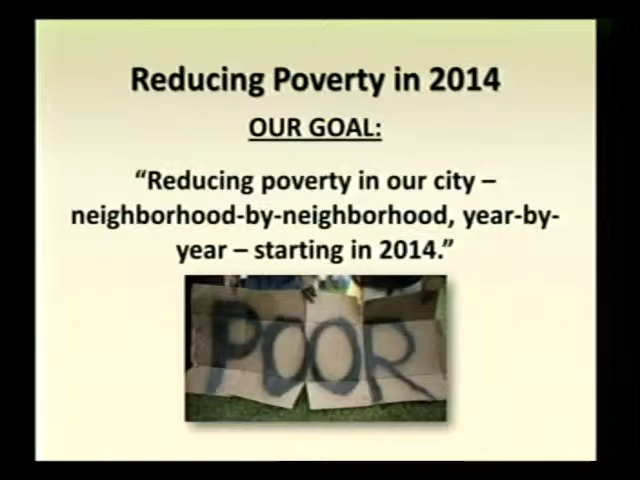 Reducing Poverty in 2014
OUR GOAL:
“Reducing poverty in our city –
neighborhood-by-neighborhood, year-by-
year – starting in 2014.”
POOR